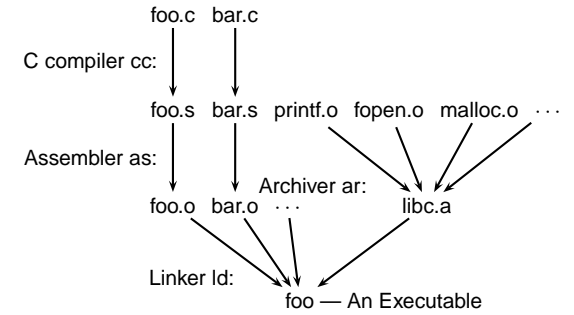 foo.c bar.c
C compiler cc:
foo.s bar.s printf.o fopen.o malloc.o · · ·
Assembler as:
Archiver ar:
foo.o bar.o · · · libc.a
Linker ld:
foo — An Executable